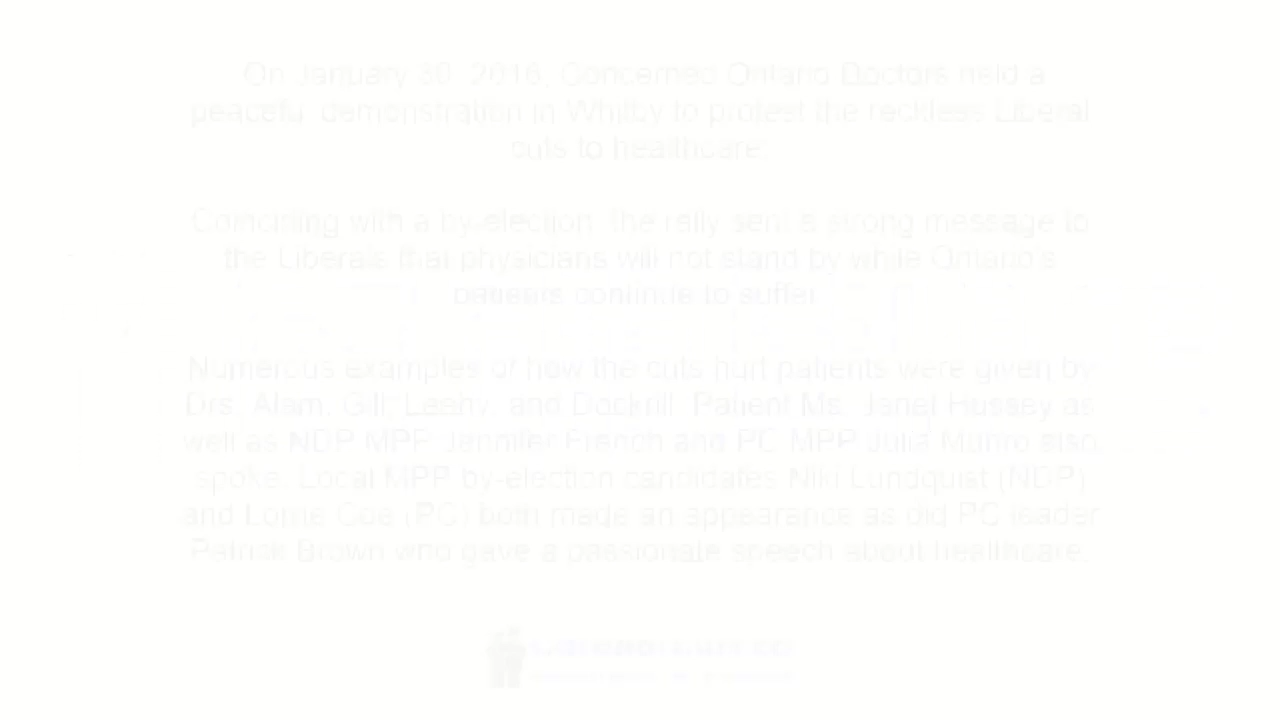 On January 30, 2016, Concerned Ontario Doctors held a
peaceful demonstration in Whitby to protest the reckless Liberal
cuts to healthcare.
Coinciding with a by-election, the rally sent a strong message to
the Liberals that physicians will not stand by while Ontario's
patients continue to suffer.
Numerous examples of how the cuts hurt patients were given by
Drs. Alam, Gill, Leahy, and Dockrill. Patient Ms. Janet Hussey as
well as NDP MPP Jennifer French and PC MPP Julia Munro also
spoke. Local MPP by-election candidates Niki Lundquist (NDP)
and Lorne Coe (PC) both made an appearance as did PC leader
Patrick Brown who gave a passionate speech about healthcare.